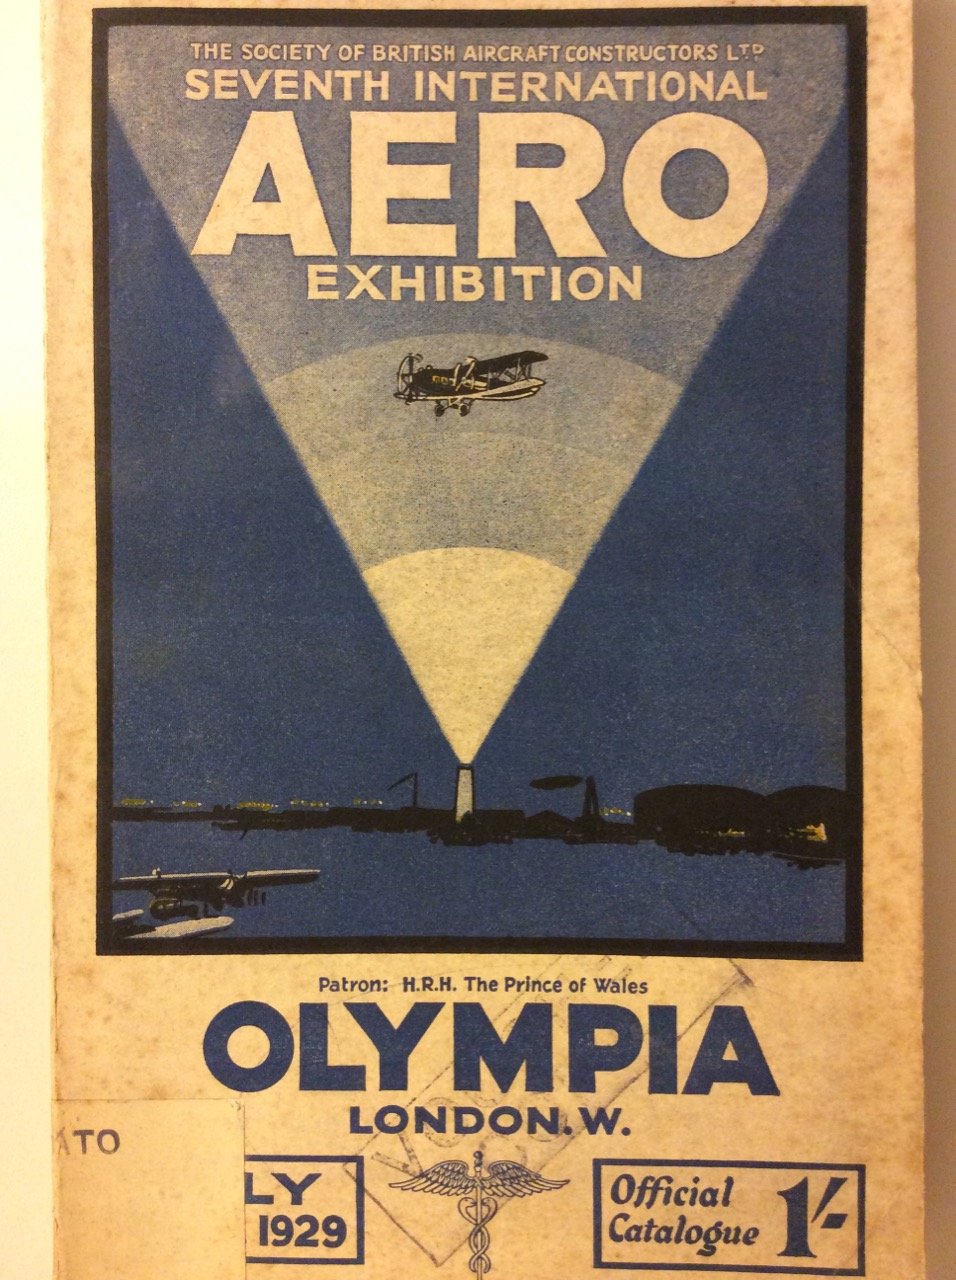 THE SOCIETY OF BRITISH AIRCRAFT CONSTRUCTORS LTD
SEVENTH INTERNATIONAL
AERO
EXHIBITION
Patron: H.R.H. The Prince of Wales
OLYMPIA
LONDON. W.
TO
LY
1929
Official
Catalogue
1/-